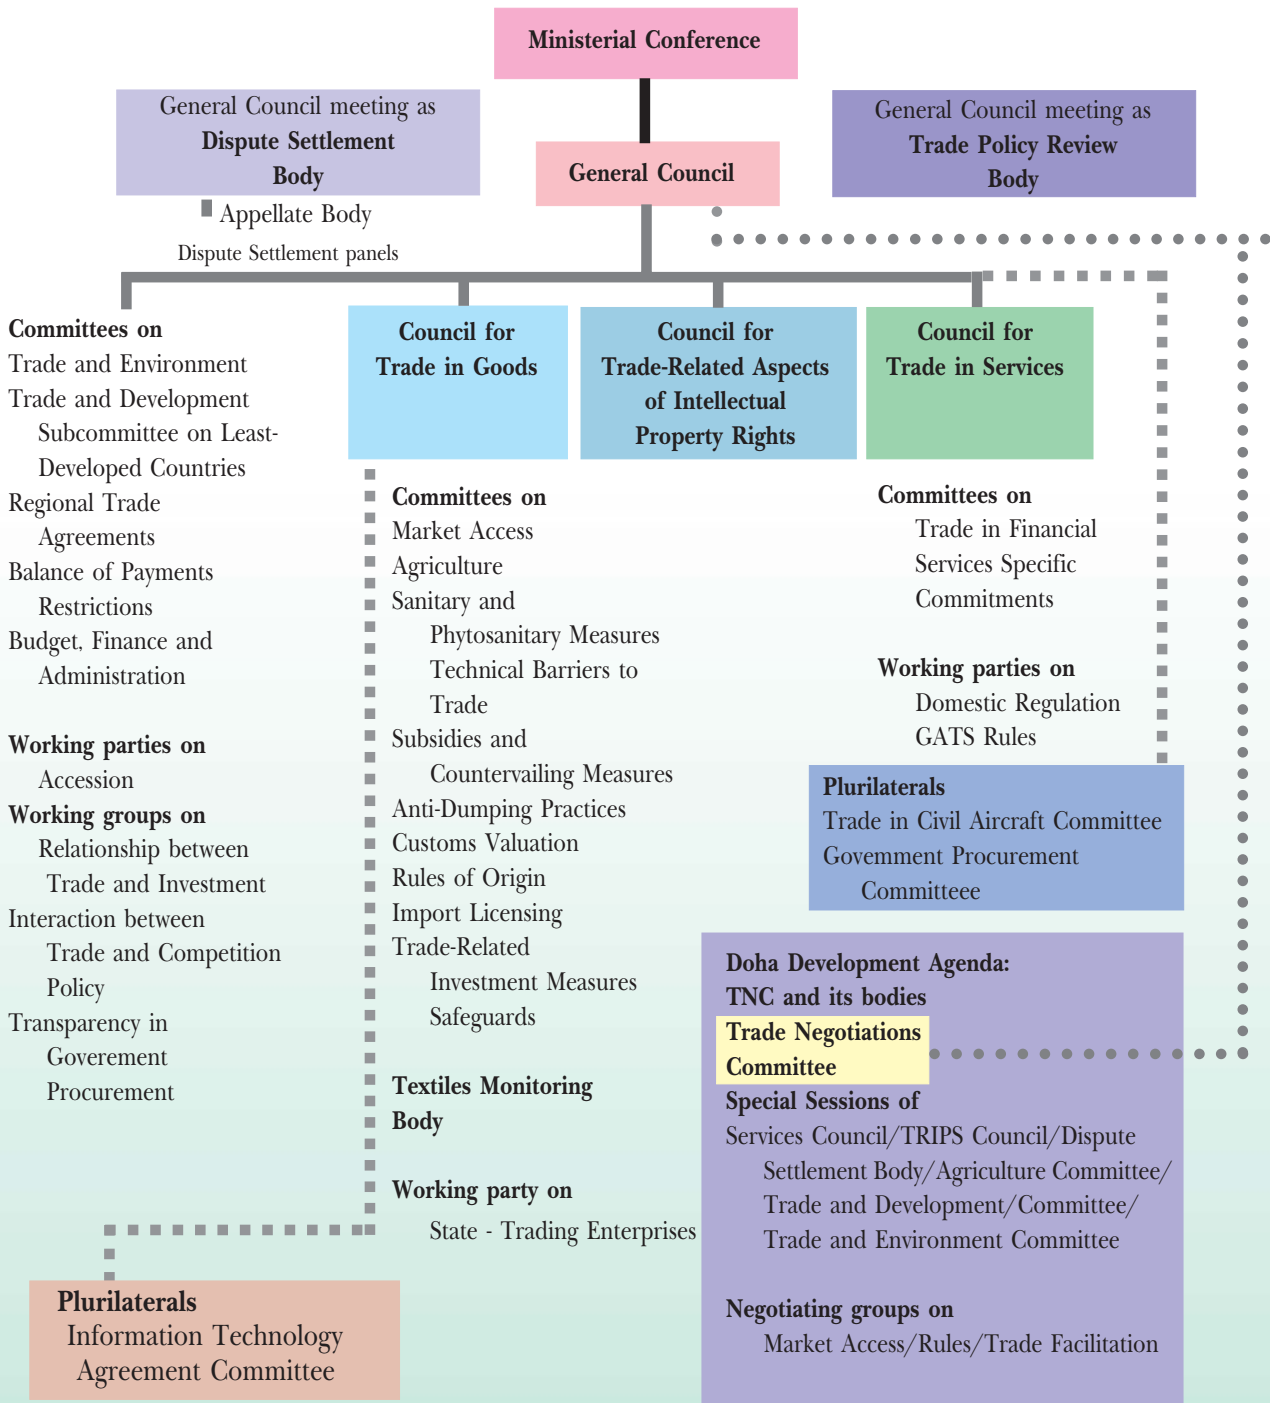 Ministerial Conference
General Council meeting as
Dispute Settlement
Body
General Council
General Council meeting as
Trade Policy Review
Body
Appellate Body
Dispute Settlement panels
Committees on
Trade and Environment
Trade and Development
Subcommittee on Least-
Developed Countries
Regional Trade
Agreements
Balance of Payments
Restrictions
Budget, Finance and
Administration
Working parties on
Accession
Working groups on
Relationship between
Trade and Investment
Interaction between
Trade and Competition
Policy
Transparency in
Goverement
Procurement
Council for
Trade in Goods
Committees on
Market Access
Agriculture
Sanitary and
Phytosanitary Measures
Technical Barriers to
Trade
Subsidies and
Countervailing Measures
Anti-Dumping Practices
Customs Valuation
Rules of Origin
Import Licensing
Trade-Related
Investment Measures
Safeguards
Textiles Monitoring
Body
Working party on
State - Trading Enterprises
Plurilaterals
Information Technology
Agreement Committee
Council for
Trade-Related Aspects
of Intellectual
Property Rights
Council for
Trade in Services
Committees on
Trade in Financial
Services Specific
Commitments
Working parties on
Domestic Regulation
GATS Rules
Plurilaterals
Trade in Civil Aircraft Committee
Govemment Procurement
Committeee
Doha Development Agenda:
TNC and its bodies
Trade Negotiations
Committee
Special Sessions of
Services Council/TRIPS Council/Dispute
Settlement Body/Agriculture Committee/
Trade and Development/Committee/
Trade and Environment Committee
Negotiating groups on
Market Access/Rules/Trade Facilitation